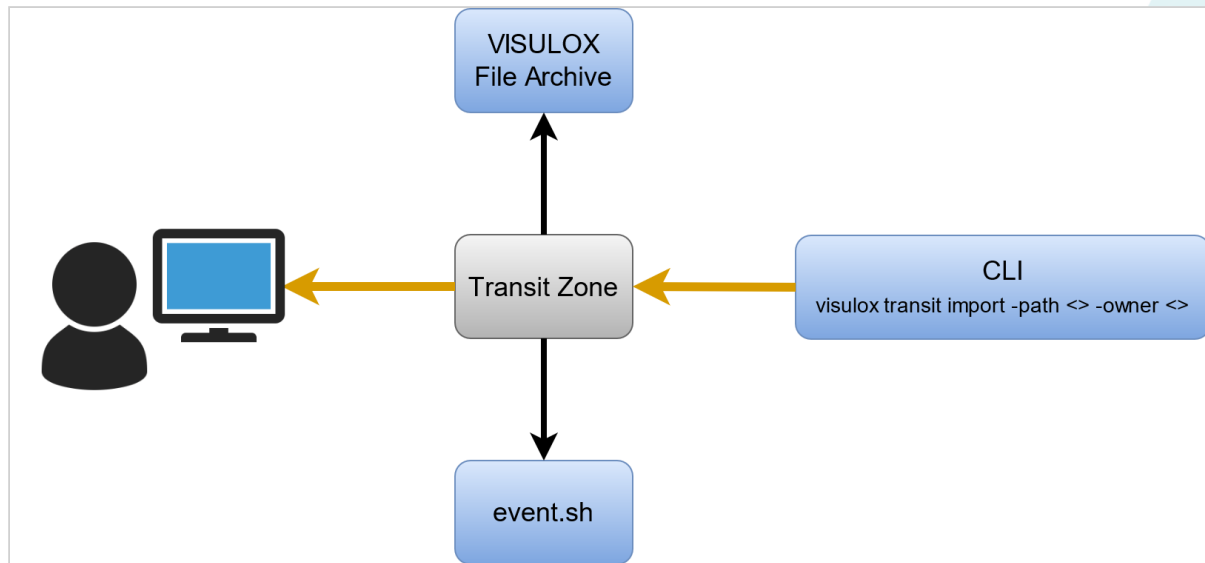 VISULOX
File Archive
Transit Zone
CLI
visulox transit import -path <> -owner <>
event.sh